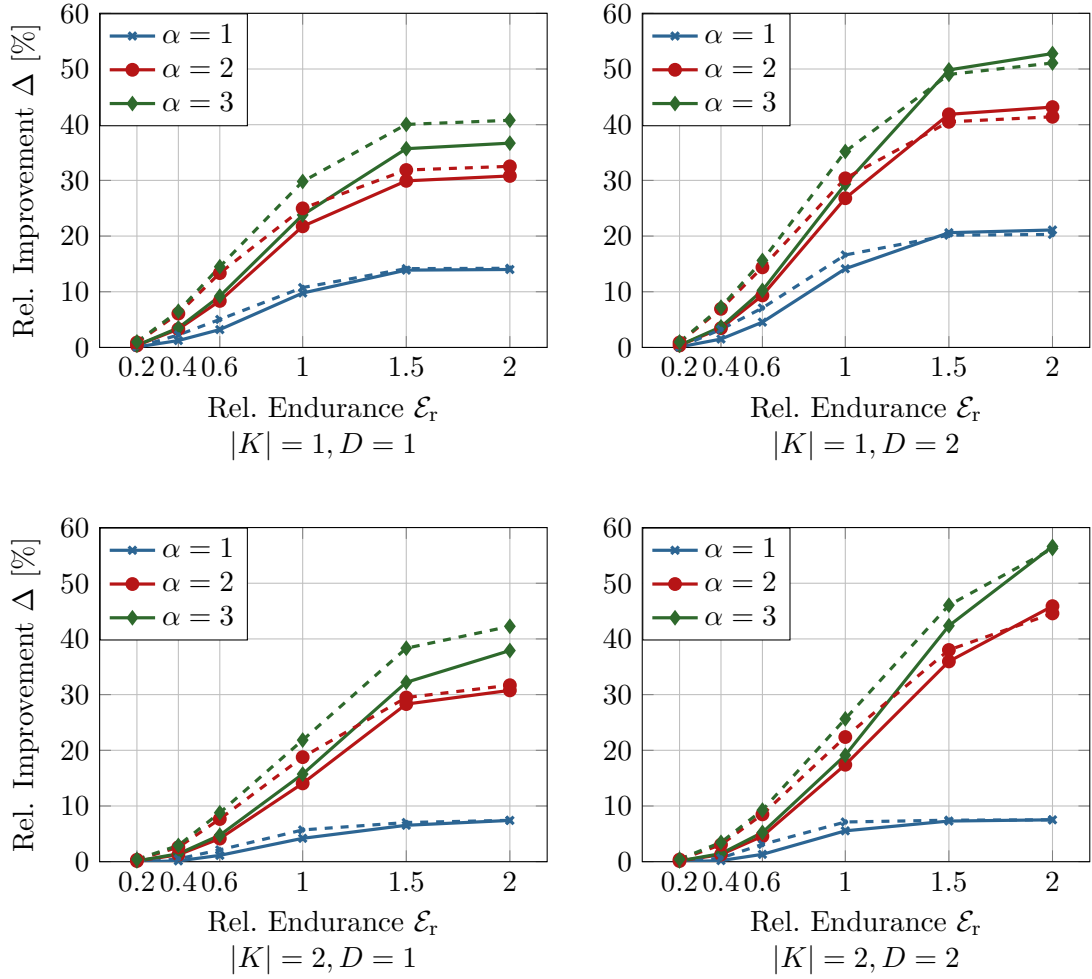 Rel. Improvement Δ [%]
60
50
40
30
20
10
0
α = 1
α = 2
α = 3
0.2 0.4 0.6 1 1.5 2
Rel. Endurance ℰr
|K| = 1, D = 1
60
50
40
30
20
10
0
α = 1
α = 2
α = 3
0.2 0.4 0.6 1 1.5 2
Rel. Endurance ℰr
|K| = 1, D = 2
Rel. Improvement Δ [%]
60
50
40
30
20
10
0
α = 1
α = 2
α = 3
0.2 0.4 0.6 1 1.5 2
Rel. Endurance ℰr
|K| = 2, D = 1
60
50
40
30
20
10
0
α = 1
α = 2
α = 3
0.2 0.4 0.6 1 1.5 2
Rel. Endurance ℰr
|K| = 2, D = 2